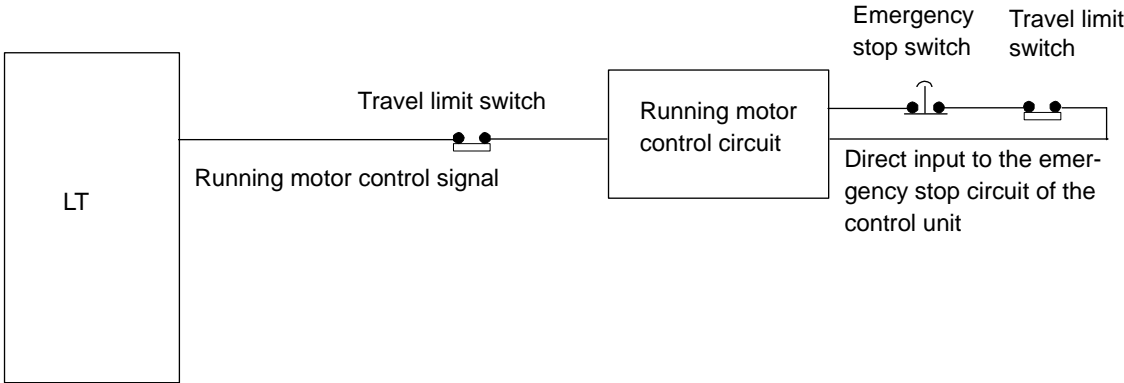 Emergency
stop switch
Travel limit
switch
Travel limit switch
Running motor
control circuit
Running motor control signal
Direct input to the emer-
gency stop circuit of the
control unit
LT